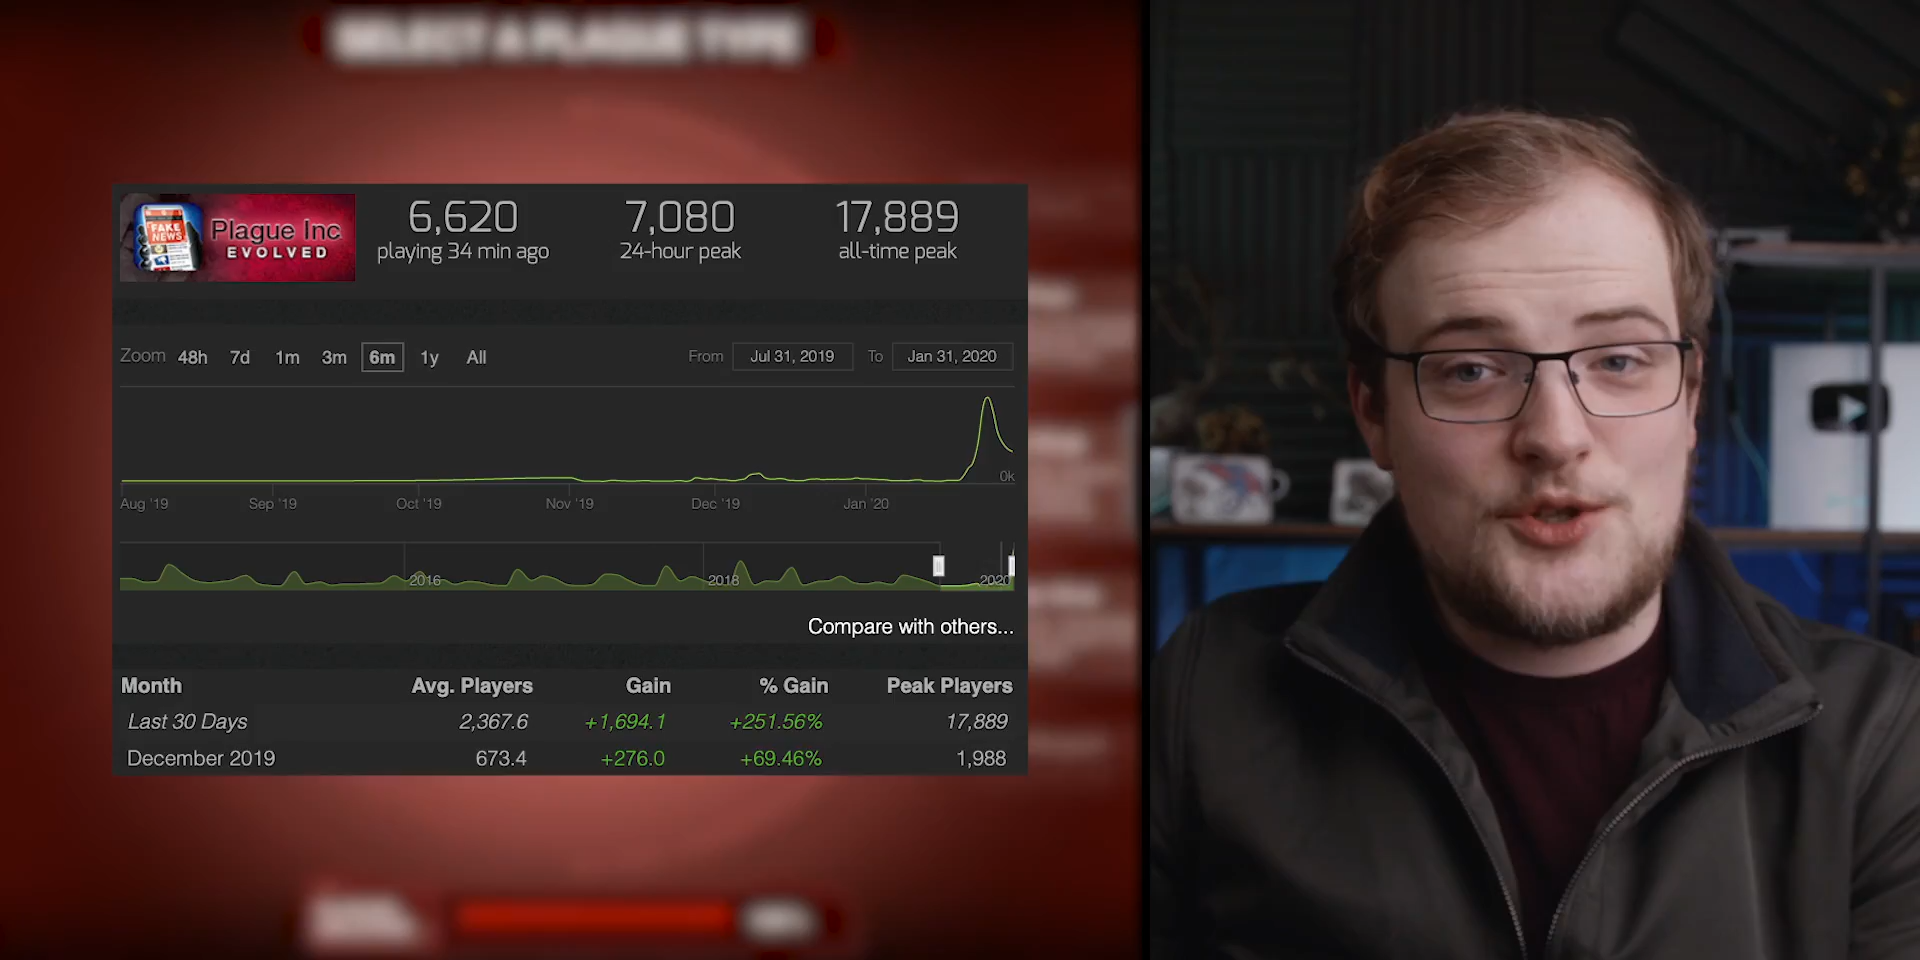 SELECT A PLAGUE TYPE
FAKE NEWS
Plague Inc.
EVOLVED
6,620
playing 34 min ago
7,080
24-hour peak
17,889
all-time peak
Zoom 48h 7d 1m 3m 6m 1y All
From Jul 31, 2019 To Jan 31, 2020
0k
Aug '19 Sep '19 Oct '19 Nov '19 Dec '19 Jan '20
2016 2018 2020
Compare with others...
Month Avg. Players Gain % Gain Peak Players
Last 30 Days 2,367.6 +1,694.1 +251.56% 17,889
December 2019 673.4 +276.0 +69.46% 1,988